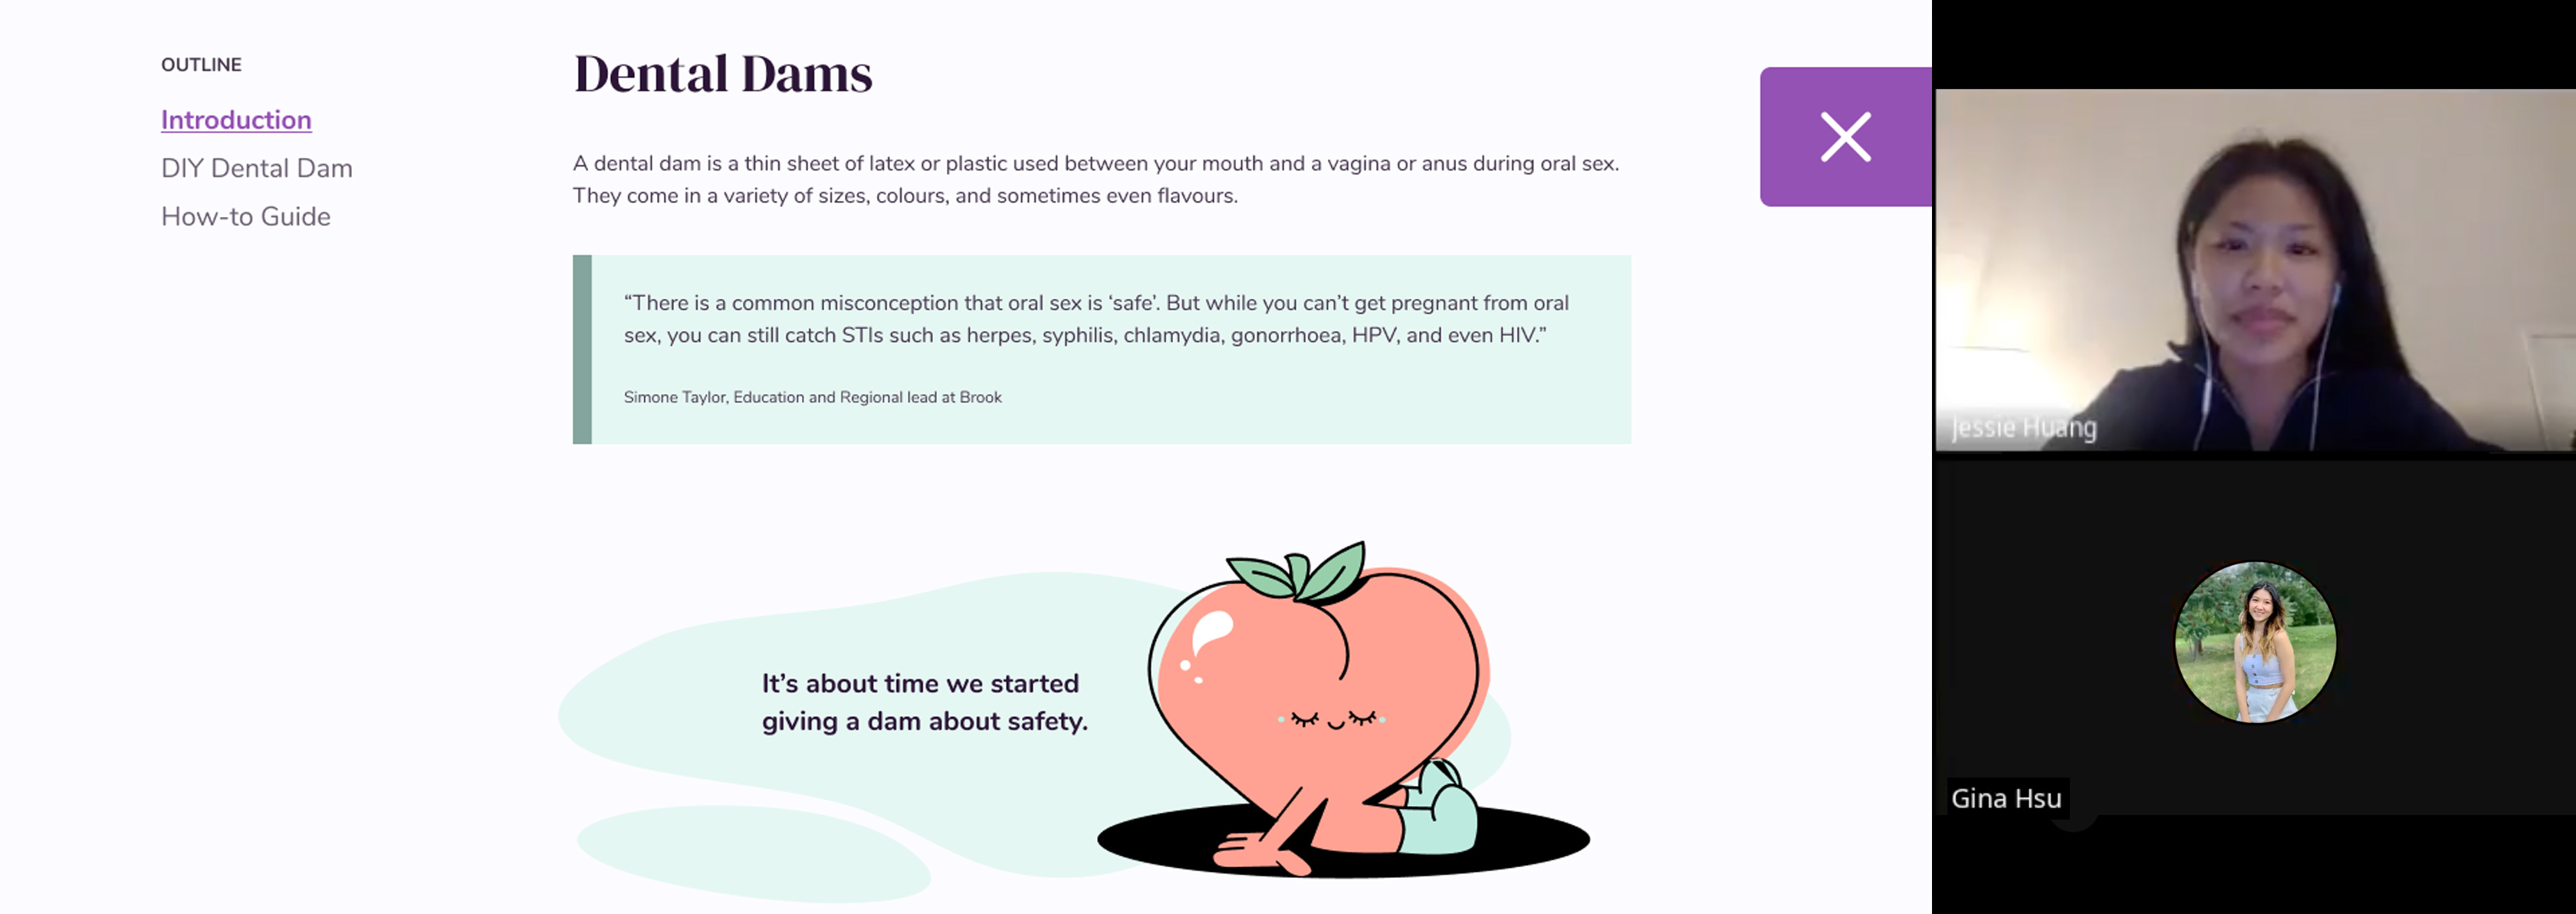 OUTLINE
Introduction
DIY Dental Dam
How-to Guide
Dental Dams
A dental dam is a thin sheet of latex or plastic used between your mouth and a vagina or anus during oral sex.
They come in a variety of sizes, colours, and sometimes even flavours.
“There is a common misconception that oral sex is ‘safe’. But while you can’t get pregnant from oral
sex, you can still catch STIs such as herpes, syphilis, chlamydia, gonorrhoea, HPV, and even HIV.”
Simone Taylor, Education and Regional lead at Brook
It’s about time we started
giving a dam about safety.
Jessie Huang
Gina Hsu